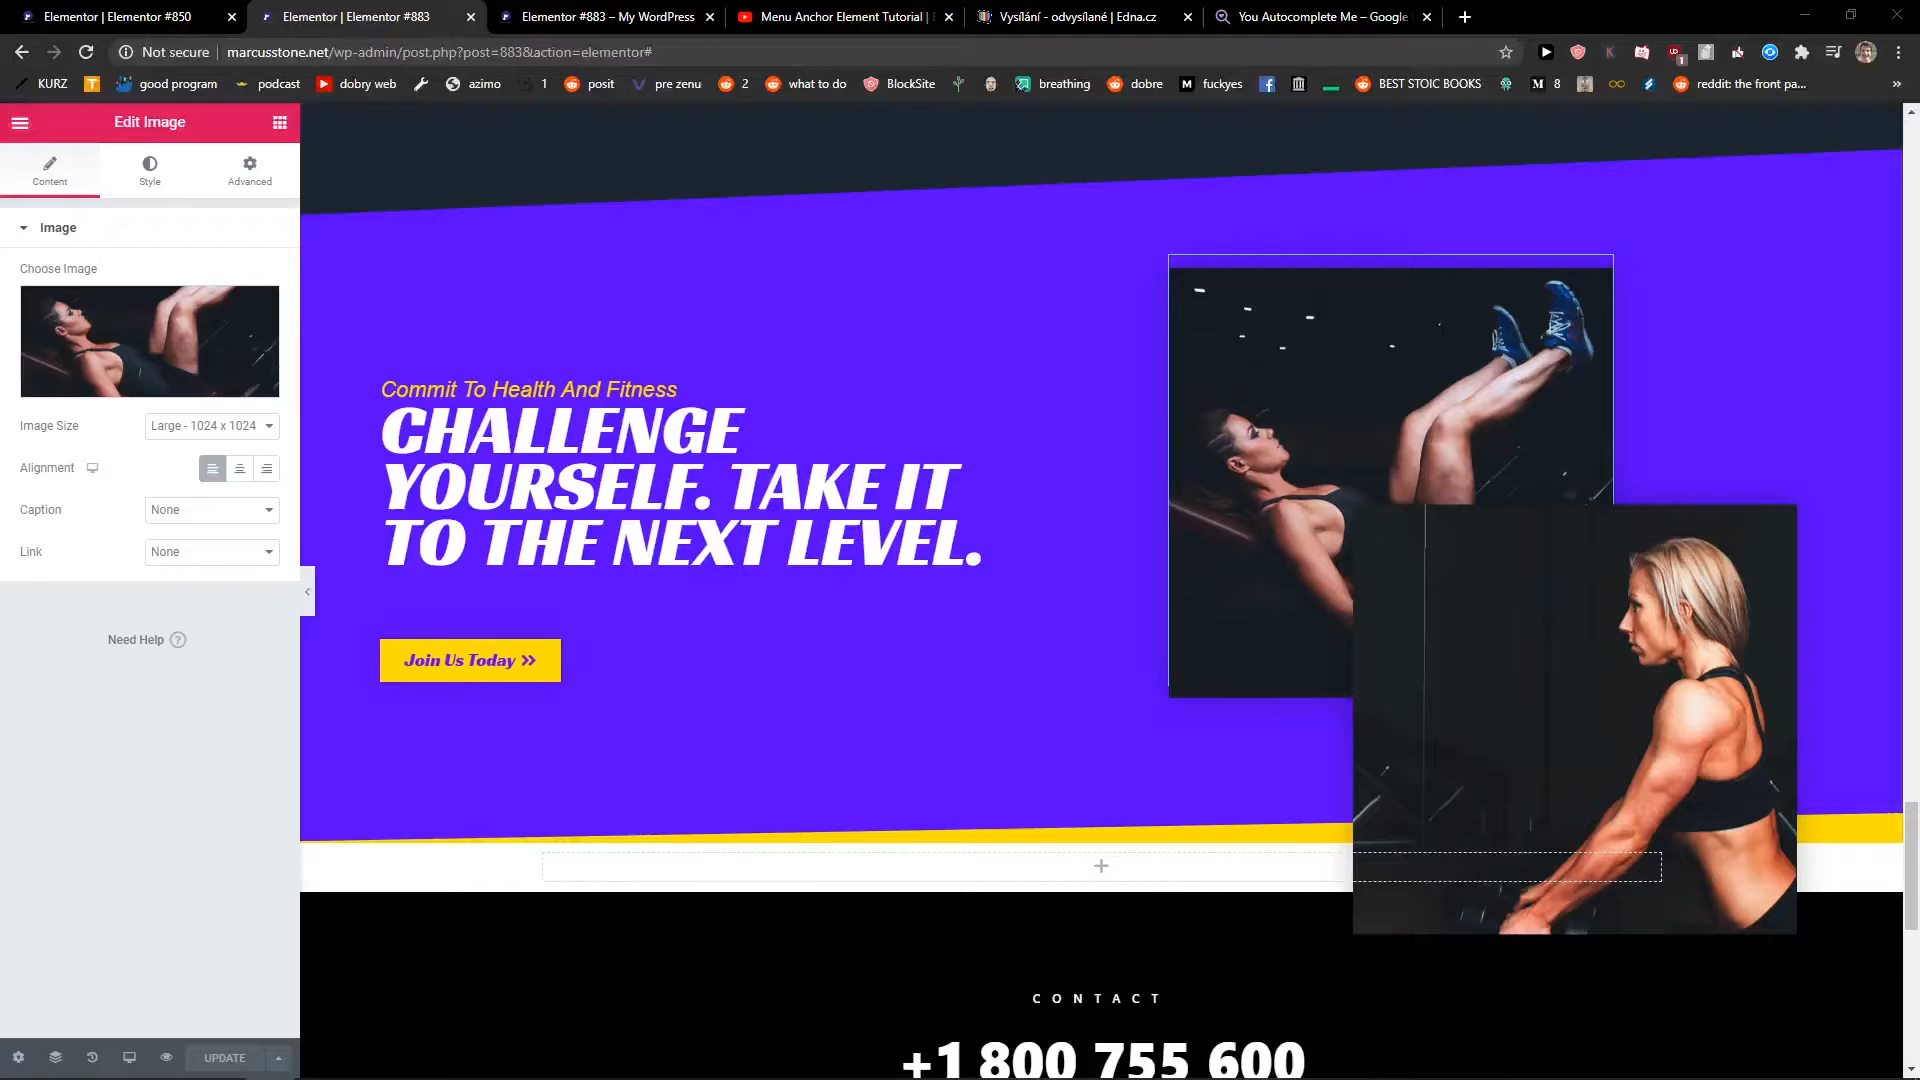 Elementor | Elementor #850
Elementor | Elementor #883
Elementor #883 – My WordPress
Menu Anchor Element Tutorial |
Vysílání - odvysílané | Edna.cz
You Autocomplete Me – Google
Not secure
marcusstone.net/wp-admin/post.php?post=883&action=elementor#
KURZ
good program
podcast
dobry web
azimo
1
posit
pre zenu
2
what to do
BlockSite
breathing
dobre
fuckyes
BEST STOIC BOOKS
8
reddit: the front pa...
»
Edit Image
Content
Style
Advanced
Image
Choose Image
Image Size
Large - 1024 x 1024
Alignment
Caption
None
Link
None
Need Help ?
UPDATE
Commit To Health And Fitness
CHALLENGE
YOURSELF. TAKE IT
TO THE NEXT LEVEL.
Join Us Today
CONTACT
+1 800 755 600